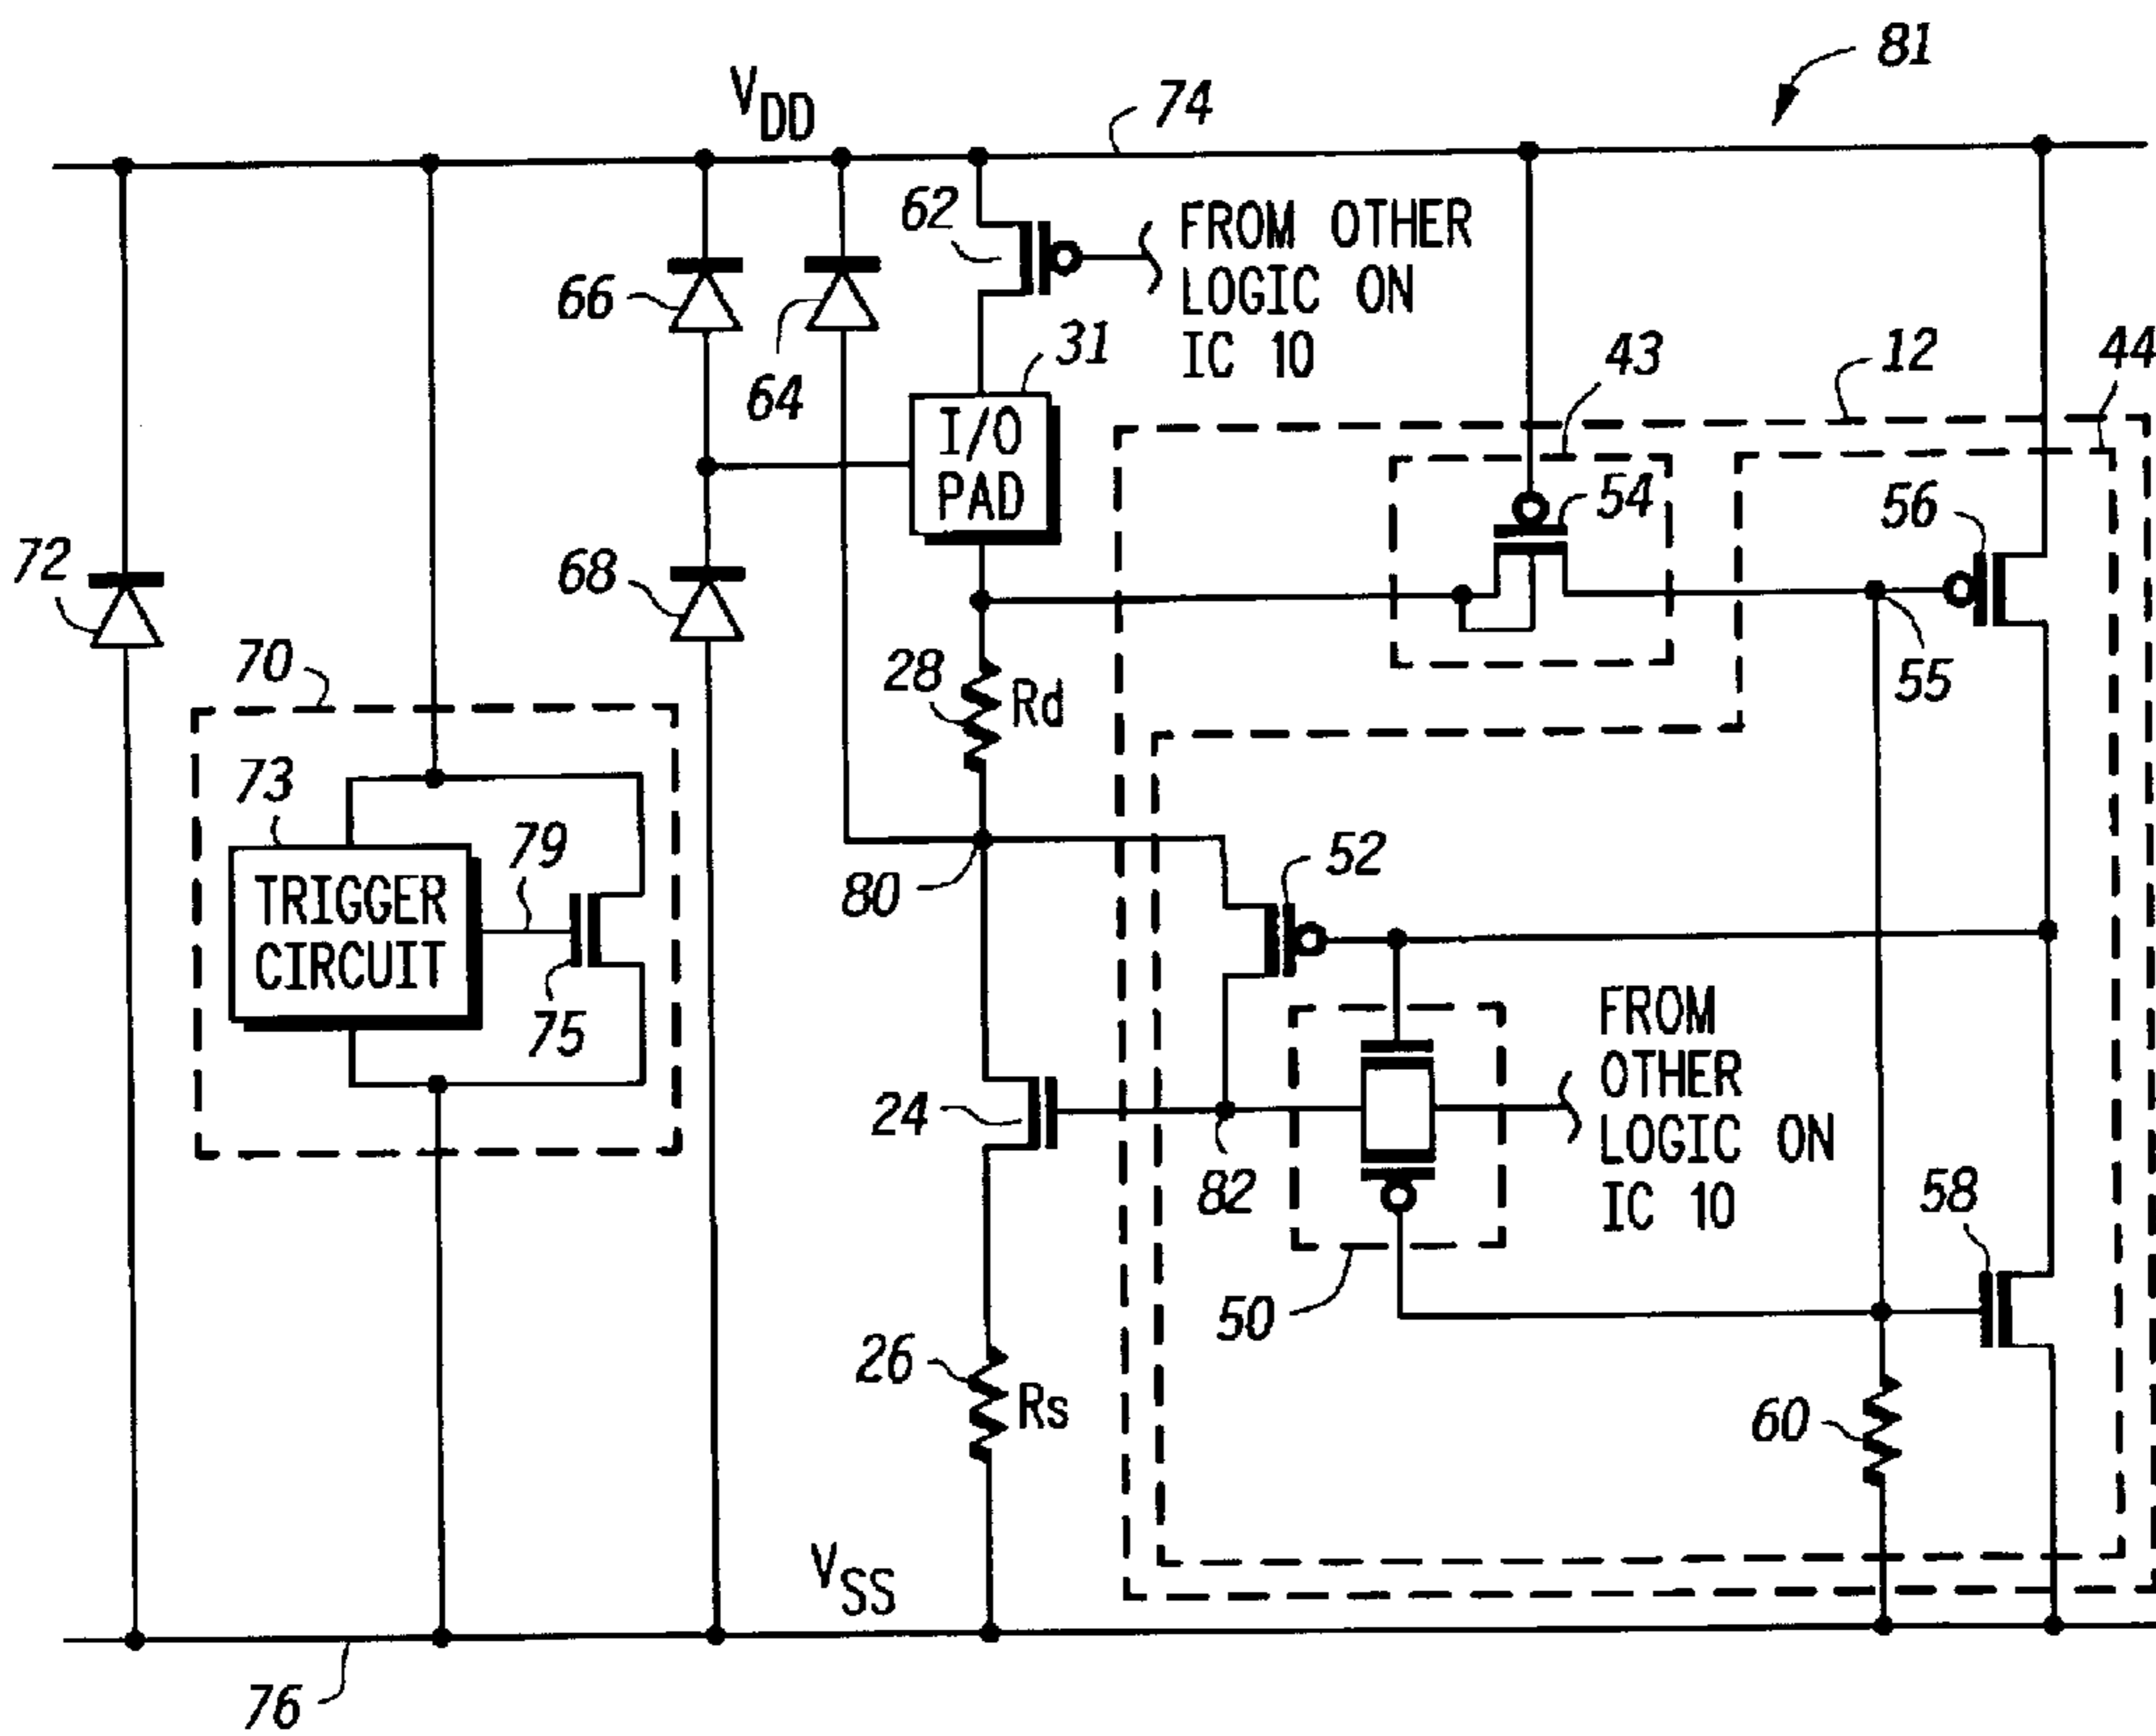 81
VDD
74
62
FROM OTHER
LOGIC ON
IC 10
66
64
31
I/O
PAD
43
12
44
54
56
72
68
70
28
Rd
55
73
79
TRIGGER
CIRCUIT
75
80
52
FROM
OTHER
LOGIC ON
IC 10
24
82
58
50
26
Rs
60
VSS
76